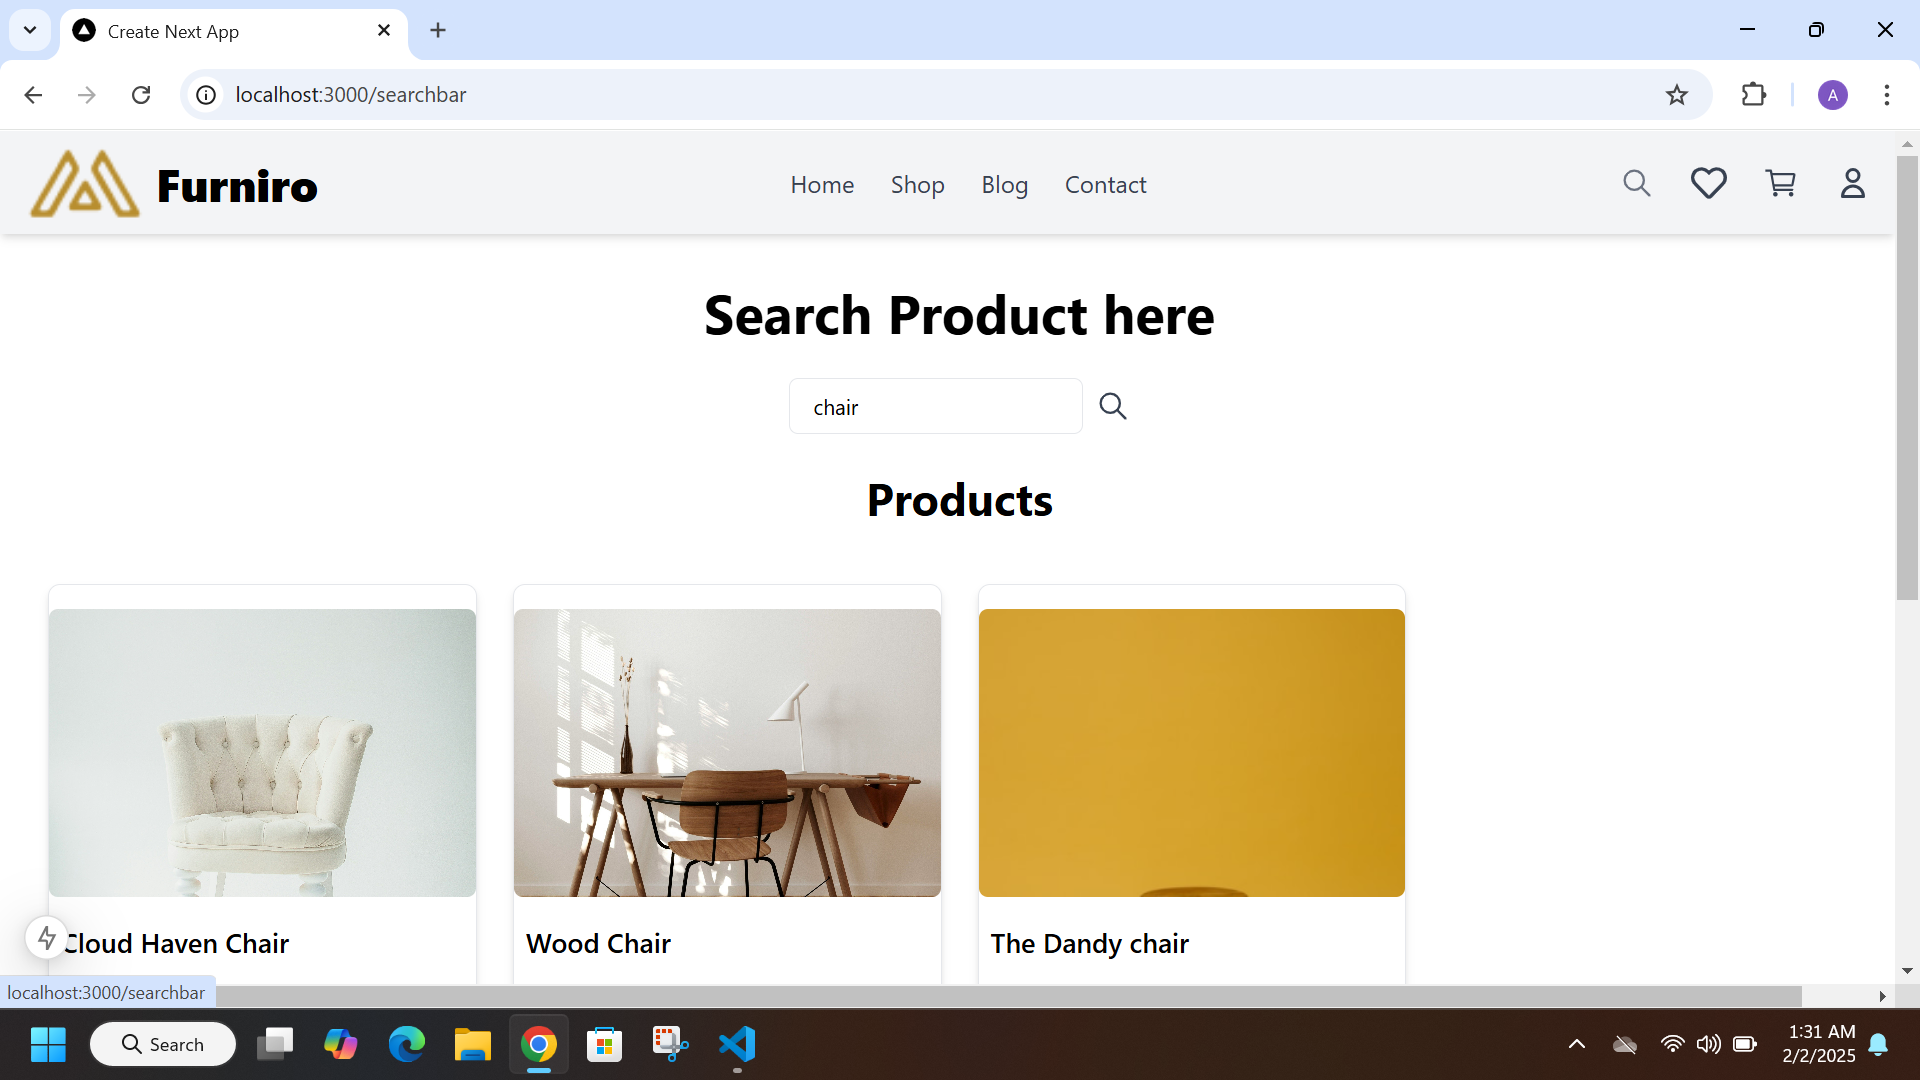 Create Next App
localhost:3000/searchbar
A
Furniro
Home Shop Blog Contact
Search Product here
chair
Products
Cloud Haven Chair
Wood Chair
The Dandy chair
localhost:3000/searchbar
Search
1:31 AM
2/2/2025